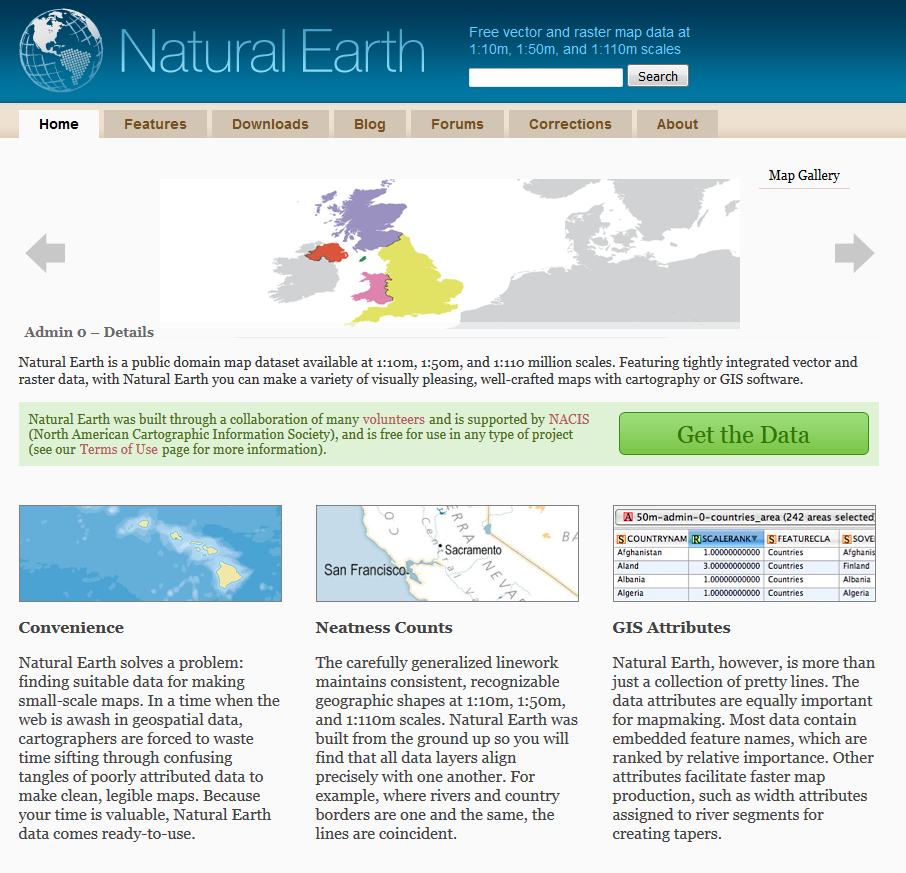 Natural Earth
Free vector and raster map data at
1:10m, 1:50m, and 1:110m scales
Search
Home Features Downloads Blog Forums Corrections About
Map Gallery
Admin 0 – Details
Natural Earth is a public domain map dataset available at 1:10m, 1:50m, and 1:110 million scales. Featuring tightly integrated vector and
raster data, with Natural Earth you can make a variety of visually pleasing, well-crafted maps with cartography or GIS software.
Natural Earth was built through a collaboration of many volunteers and is supported by NACIS
(North American Cartographic Information Society), and is free for use in any type of project
(see our Terms of Use page for more information).
Get the Data
Convenience
Natural Earth solves a problem:
finding suitable data for making
small-scale maps. In a time when the
web is awash in geospatial data,
cartographers are forced to waste
time sifting through confusing
tangles of poorly attributed data to
make clean, legible maps. Because
your time is valuable, Natural Earth
data comes ready-to-use.
CO
Central Va
ERRA
NEVA
BA
Sacramento
San Francisco
Neatness Counts
The carefully generalized linework
maintains consistent, recognizable
geographic shapes at 1:10m, 1:50m,
and 1:110m scales. Natural Earth was
built from the ground up so you will
find that all data layers align
precisely with one another. For
example, where rivers and country
borders are one and the same, the
lines are coincident.
A 50m-admin-0-countries_area (242 areas selected
S COUNTRYNAM R SCALERANK S FEATURECLA S SOVE
Afghanistan 1.00000000000 Countries Afghanis
Aland 3.00000000000 Countries Finland
Albania 1.00000000000 Countries Albania
Algeria 1.00000000000 Countries Algeria
GIS Attributes
Natural Earth, however, is more than
just a collection of pretty lines. The
data attributes are equally important
for mapmaking. Most data contain
embedded feature names, which are
ranked by relative importance. Other
attributes facilitate faster map
production, such as width attributes
assigned to river segments for
creating tapers.